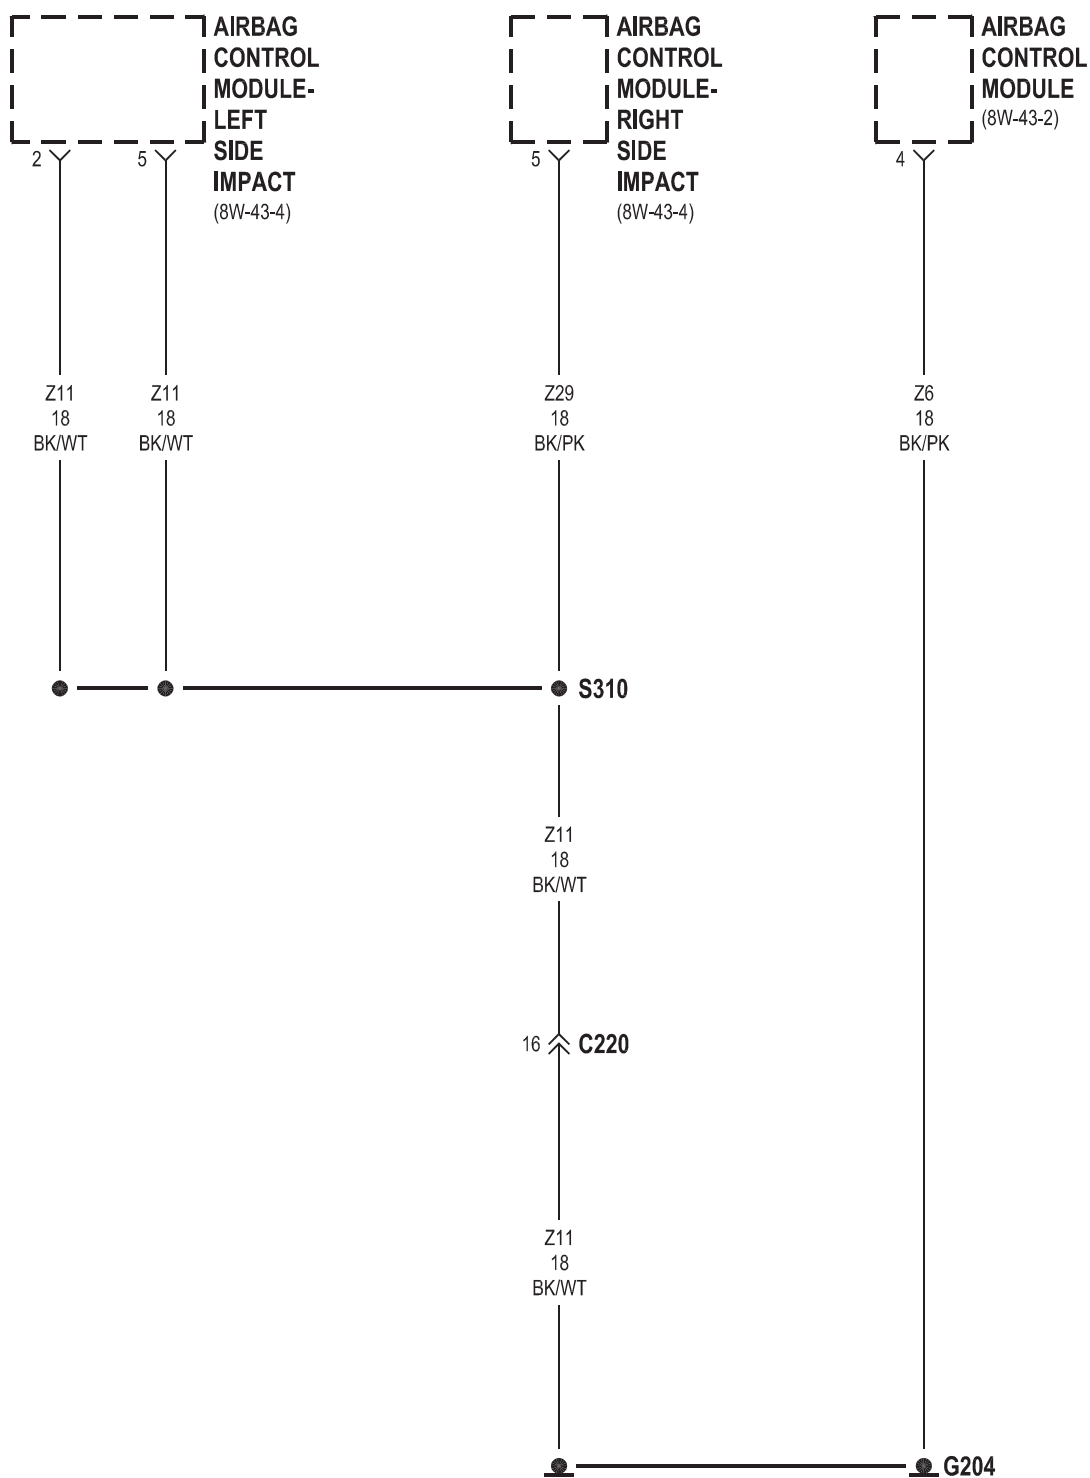 AIRBAG
CONTROL
MODULE-
LEFT
SIDE
IMPACT
(8W-43-4)
AIRBAG
CONTROL
MODULE-
RIGHT
SIDE
IMPACT
(8W-43-4)
AIRBAG
CONTROL
MODULE
(8W-43-2)
2
5
5
4
Z11
18
BK/WT
Z11
18
BK/WT
Z29
18
BK/PK
Z6
18
BK/PK
S310
Z11
18
BK/WT
16
C220
Z11
18
BK/WT
G204